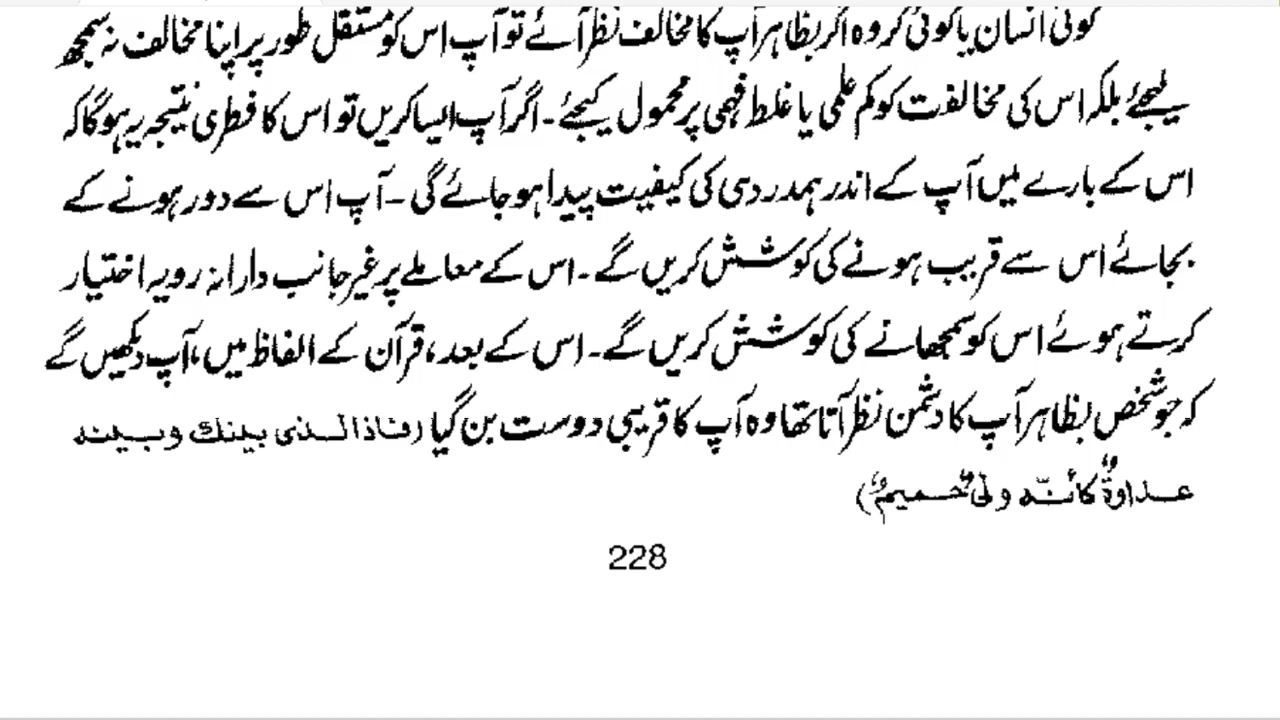 کوئی انسان یا کوئی گروہ اگر بظاہر آپ کا مخالف نظر آئے تو آپ اس کو مستقل طور پر اپنا مخالف نہ سمجھ
لیجئے بلکہ اس کی مخالفت کو کم علمی یا غلط فہمی پر محمول کیجئے۔ اگر آپ ایسا کریں تو اس کا فطری نتیجہ یہ ہوگا کہ
اس کے بارے میں آپ کے اندر ہمدردی کی کیفیت پیدا ہو جائے گی۔ آپ اس سے دور ہونے کے
بجائے اس سے قریب ہونے کی کوشش کریں گے۔ اس کے معاملے پر غیر جانب دارانہ رویہ اختیار
کرتے ہوئے اس کو سمجھانے کی کوشش کریں گے۔ اس کے بعد، قرآن کے الفاظ میں، آپ دیکھیں گے
کہ جو شخص بظاہر آپ کا دشمن نظر آتا تھا وہ آپ کا قریبی دوست بن گیا (فاذا الذی بینك وبینه
عداوةٌ كأنّه ولیٌ حمیمٌ)
228